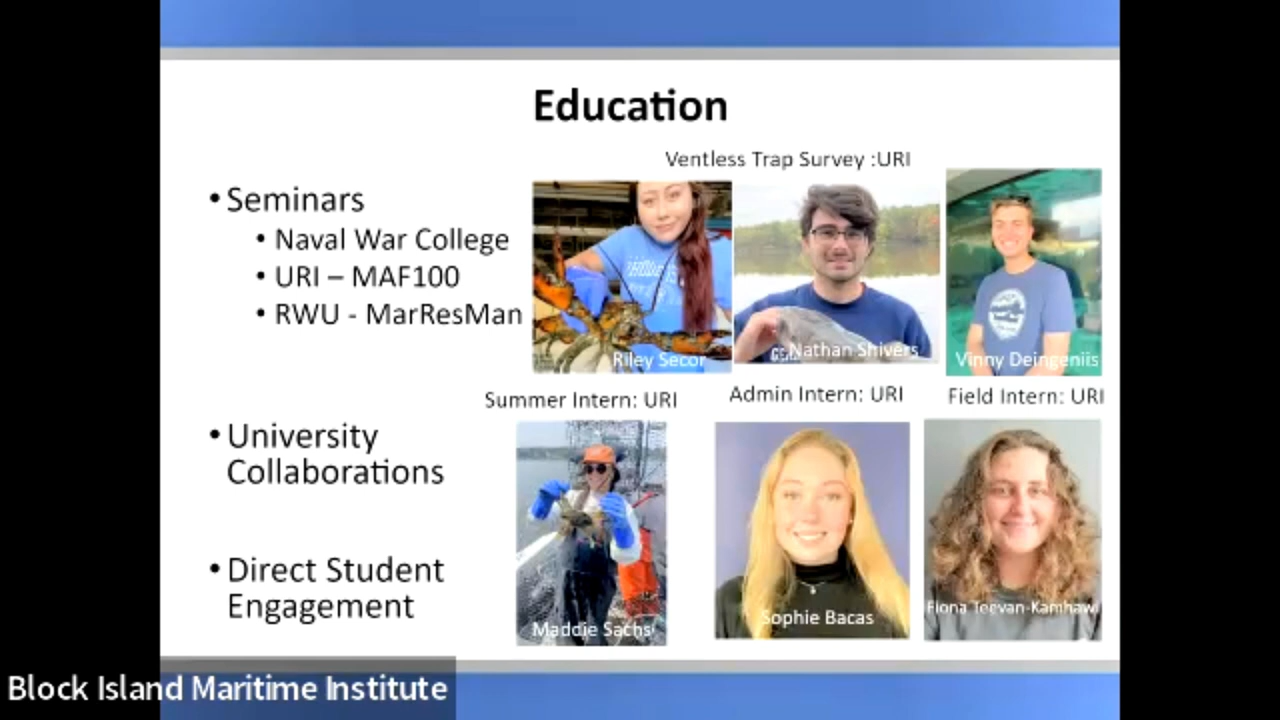 Education
Ventless Trap Survey :URI
• Seminars
• Naval War College
• URI – MAF100
• RWU - MarResMan
Riley Secor
Nathan Shivers
Vinny Deingeniis
Summer Intern: URI
Admin Intern: URI
Field Intern: URI
• University
Collaborations
• Direct Student
Engagement
Maddie Sachs
Sophie Bacas
Fiona Teevan-Kamhawi
Block Island Maritime Institute